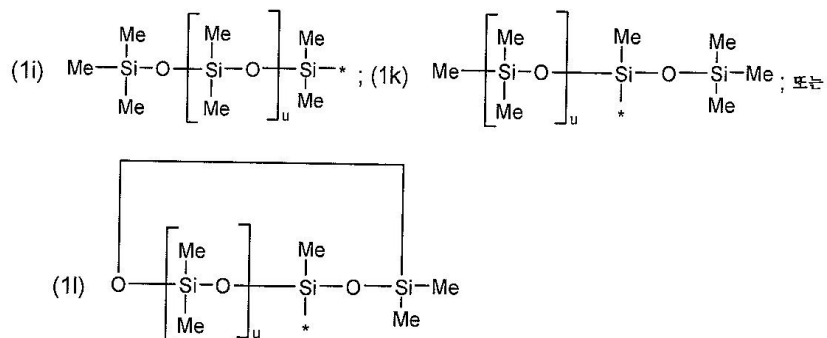 Me Me Me Me Me Me
(1i) Me-Si-O-[Si-O]-Si-* ; (1k) Me-[Si-O]-Si-O-Si-Me ; 또는
Me Me Me Me * Me
u u
Me Me
(1l) O-[Si-O]-Si-O-Si-Me
Me * Me
u